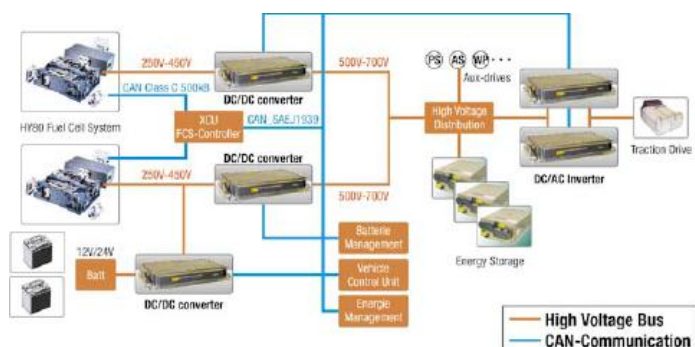 250V-450V
DC/DC converter
500V-700V
PS AS WP ...
Aux-drives
CAN Class C 500kB
HY80 Fuel Cell System
XCU
FCS-Controller
CAN_SAEJ1939
High Voltage
Distribution
Traction Drive
DC/DC converter
DC/AC Inverter
250V-450V
500V-700V
Batterie
Management
Energy Storage
12V/24V
Batt
Vehicle
Control Unit
DC/DC converter
Energie
Management
High Voltage Bus
CAN-Communication